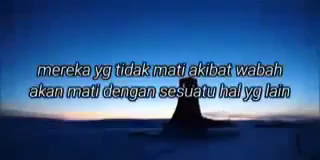 mereka yg tidak mati akibat wabah
akan mati dengan sesuatu hal yg lain